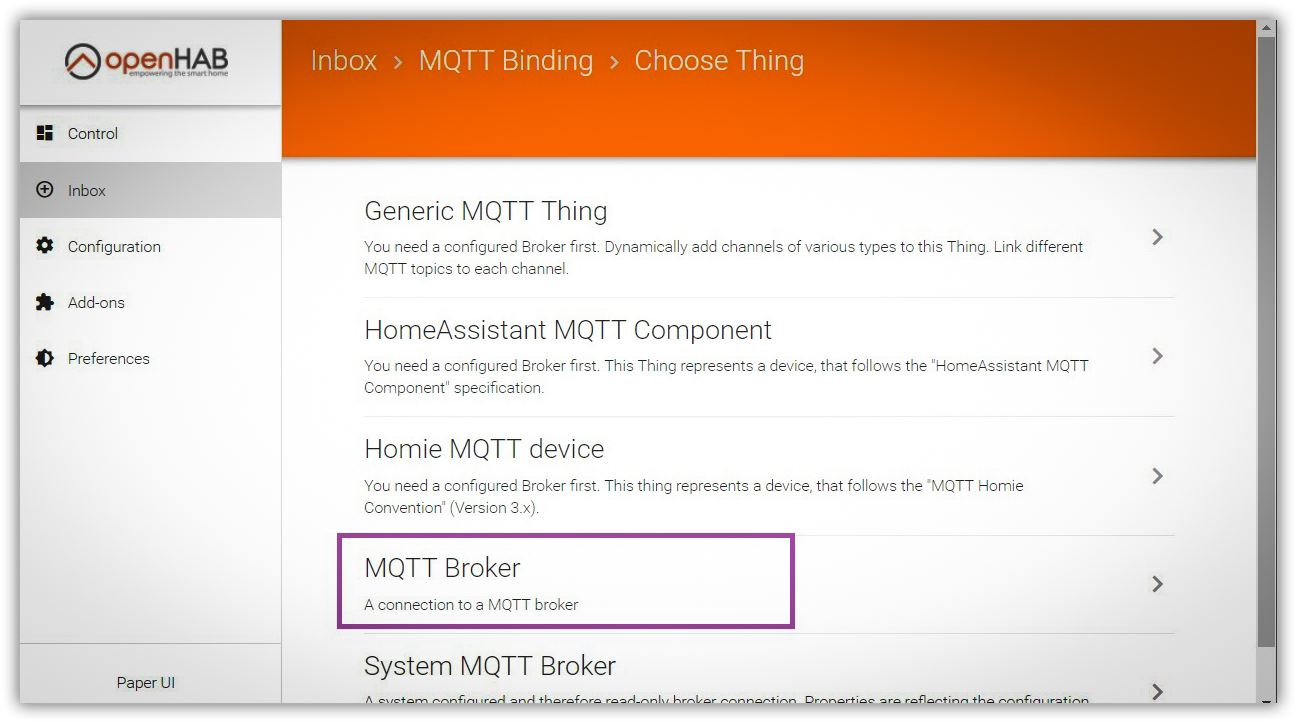 openHAB
empowering the smart home
Inbox › MQTT Binding › Choose Thing
Control
Inbox
Configuration
Add-ons
Preferences
Paper UI
Generic MQTT Thing
You need a configured Broker first. Dynamically add channels of various types to this Thing. Link different
MQTT topics to each channel.
HomeAssistant MQTT Component
You need a configured Broker first. This Thing represents a device, that follows the "HomeAssistant MQTT
Component" specification.
Homie MQTT device
You need a configured Broker first. This thing represents a device, that follows the "MQTT Homie
Convention" (Version 3.x).
MQTT Broker
A connection to a MQTT broker
System MQTT Broker
A system configured and therefore read-only broker connection. Properties are reflecting the configuration